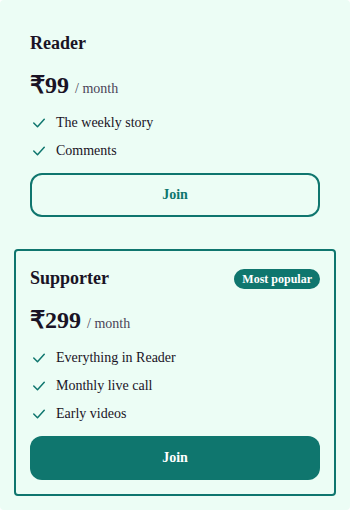 Reader
₹99 / month
The weekly story
Comments
Join
Supporter Most popular
₹299 / month
Everything in Reader
Monthly live call
Early videos
Join